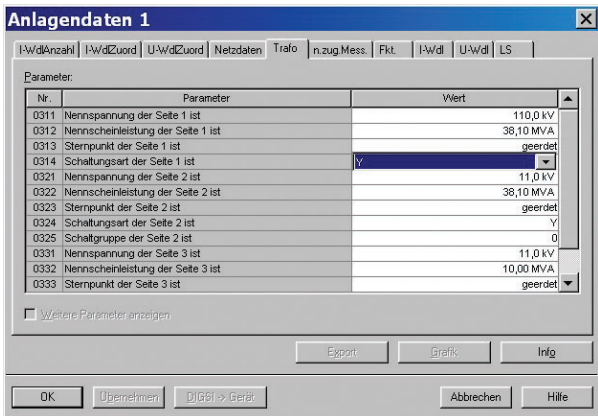 Anlagendaten 1
I-WdlAnzahl I-WdlZuord U-WdlZuord Netzdaten Trafo n.zug.Mess. Fkt. I-Wdl U-Wdl LS
Parameter:
Nr. Parameter Wert
0311 Nennspannung der Seite 1 ist 110,0 kV
0312 Nennscheinleistung der Seite 1 ist 38,10 MVA
0313 Sternpunkt der Seite 1 ist geerdet
0314 Schaltungsart der Seite 1 ist Y
0321 Nennspannung der Seite 2 ist 11,0 kV
0322 Nennscheinleistung der Seite 2 ist 38,10 MVA
0323 Sternpunkt der Seite 2 ist geerdet
0324 Schaltungsart der Seite 2 ist Y
0325 Schaltgruppe der Seite 2 ist 0
0331 Nennspannung der Seite 3 ist 11,0 kV
0332 Nennscheinleistung der Seite 3 ist 10,00 MVA
0333 Sternpunkt der Seite 3 ist geerdet
Weitere Parameter anzeigen
Export Grafik Info
OK Übernehmen DIGSI -> Gerät Abbrechen Hilfe